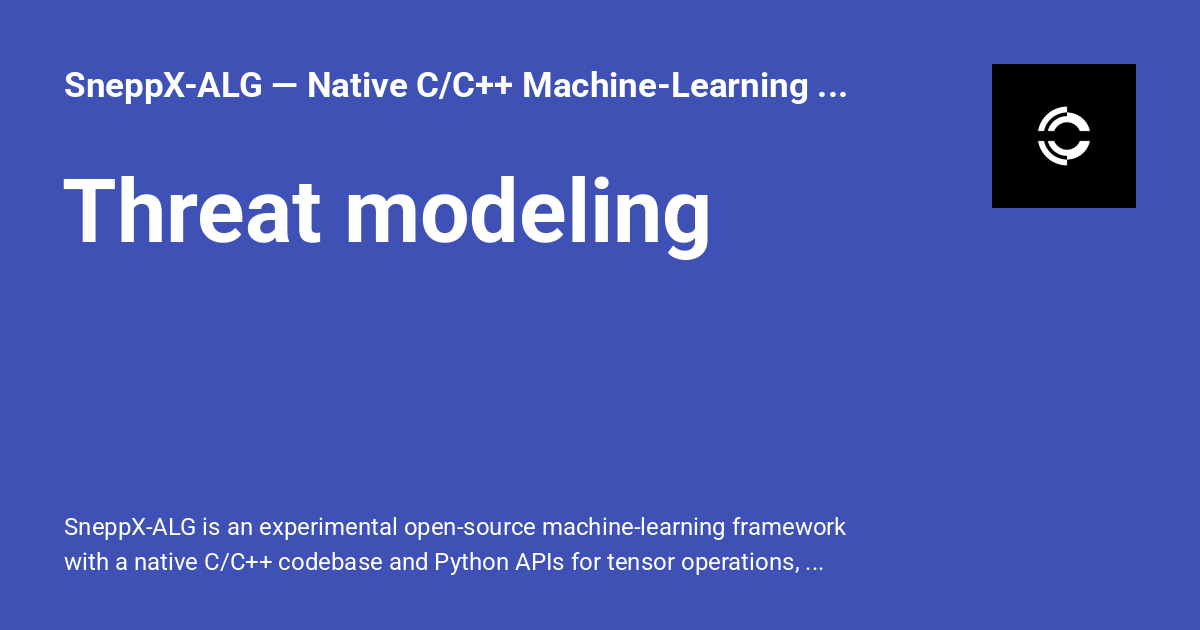 SneppX-ALG — Native C/C++ Machine-Learning ...
Threat modeling
SneppX-ALG is an experimental open-source machine-learning framework
with a native C/C++ codebase and Python APIs for tensor operations, ...